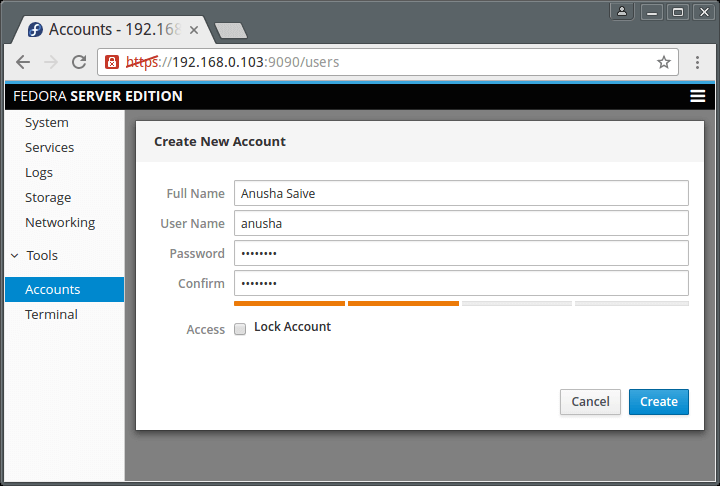 Accounts - 192.168
https://192.168.0.103:9090/users
FEDORA SERVER EDITION
System
Services
Logs
Storage
Networking
Tools
Accounts
Terminal
Create New Account
Full Name Anusha Saive
User Name anusha
Password ••••••••
Confirm ••••••••
Access Lock Account
Cancel Create